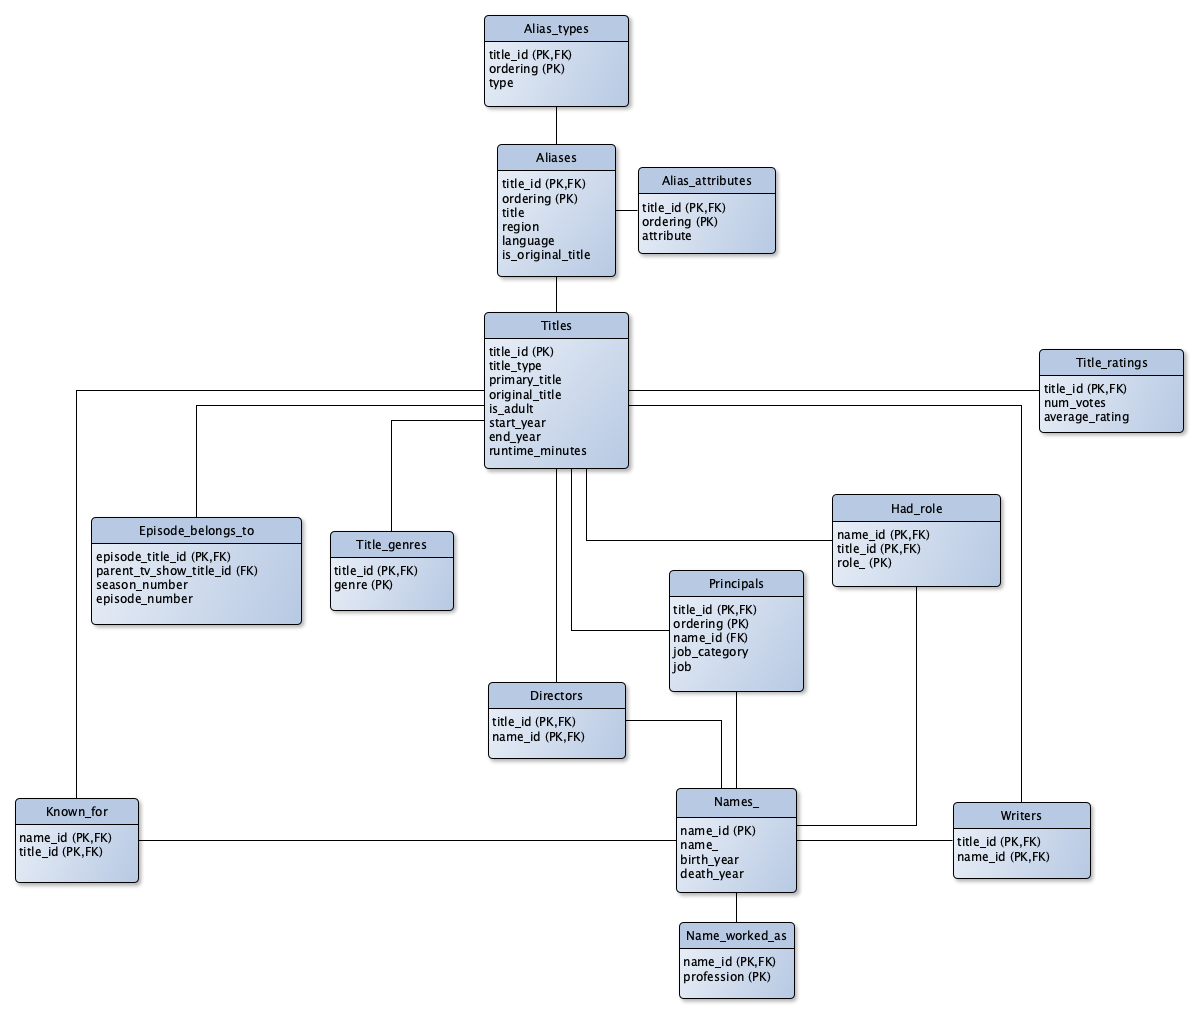 Alias_types
title_id (PK,FK)
ordering (PK)
type
Aliases
title_id (PK,FK)
ordering (PK)
title
region
language
is_original_title
Alias_attributes
title_id (PK,FK)
ordering (PK)
attribute
Titles
title_id (PK)
title_type
primary_title
original_title
is_adult
start_year
end_year
runtime_minutes
Title_ratings
title_id (PK,FK)
num_votes
average_rating
Episode_belongs_to
episode_title_id (PK,FK)
parent_tv_show_title_id (FK)
season_number
episode_number
Title_genres
title_id (PK,FK)
genre (PK)
Had_role
name_id (PK,FK)
title_id (PK,FK)
role_ (PK)
Principals
title_id (PK,FK)
ordering (PK)
name_id (FK)
job_category
job
Directors
title_id (PK,FK)
name_id (PK,FK)
Known_for
name_id (PK,FK)
title_id (PK,FK)
Names_
name_id (PK)
name_
birth_year
death_year
Writers
title_id (PK,FK)
name_id (PK,FK)
Name_worked_as
name_id (PK,FK)
profession (PK)